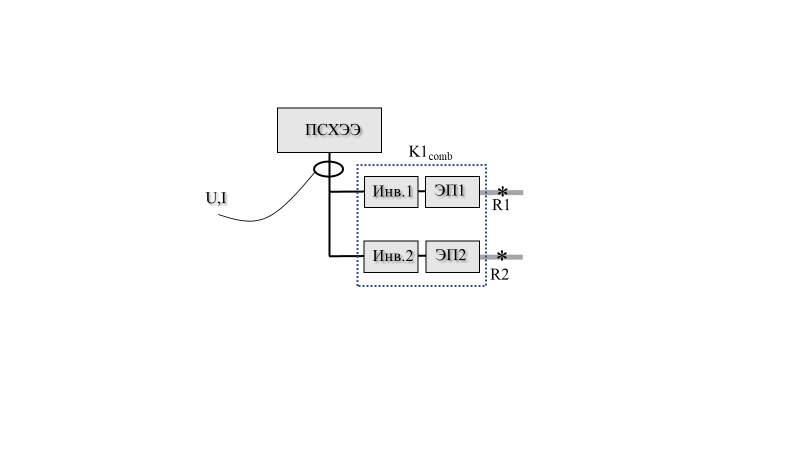 ПСХЭЭ
K1comb
Инв.1 ЭП1
U,I
R1
Инв.2 ЭП2
R2